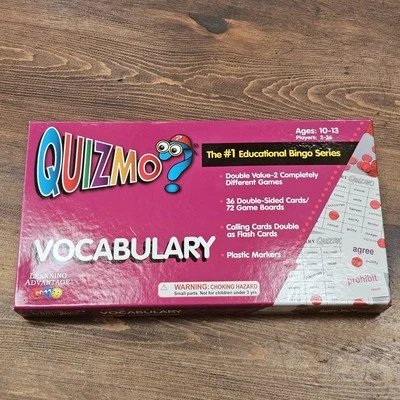 QUIZMO?
Ages: 10-13
Players: 2-36
The #1 Educational Bingo Series
Double Value-2 Completely
Different Games
36 Double-Sided Cards/
72 Game Boards
Calling Cards Double
as Flash Cards
Plastic Markers
VOCABULARY
LEARNING
ADVANTAGE
WARNING: CHOKING HAZARD
Small parts. Not for children under 3 yrs.
QUIZMO
agree
prohibit
VOCABULARY